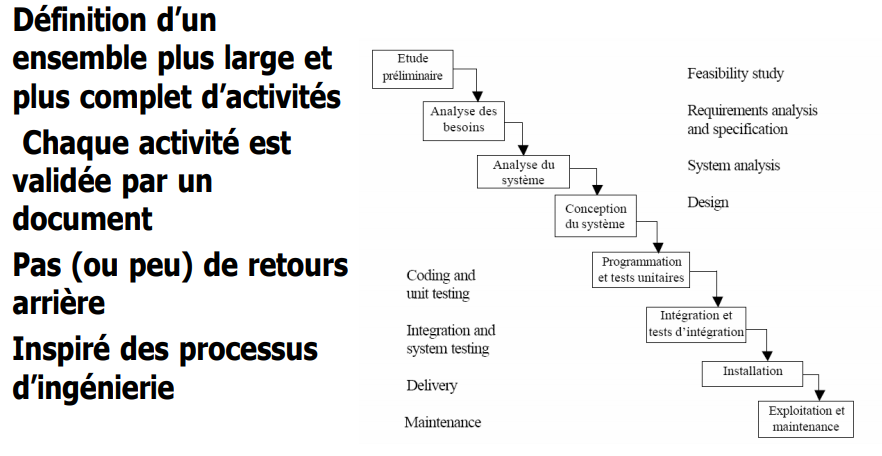 Définition d’un
ensemble plus large et
plus complet d’activités
Chaque activité est
validée par un
document
Pas (ou peu) de retours
arrière
Inspiré des processus
d’ingénierie
Etude
préliminaire
Analyse des
besoins
Analyse du
système
Conception
du système
Programmation
et tests unitaires
Intégration et
tests d’intégration
Installation
Exploitation et
maintenance
Feasibility study
Requirements analysis
and specification
System analysis
Design
Coding and
unit testing
Integration and
system testing
Delivery
Maintenance